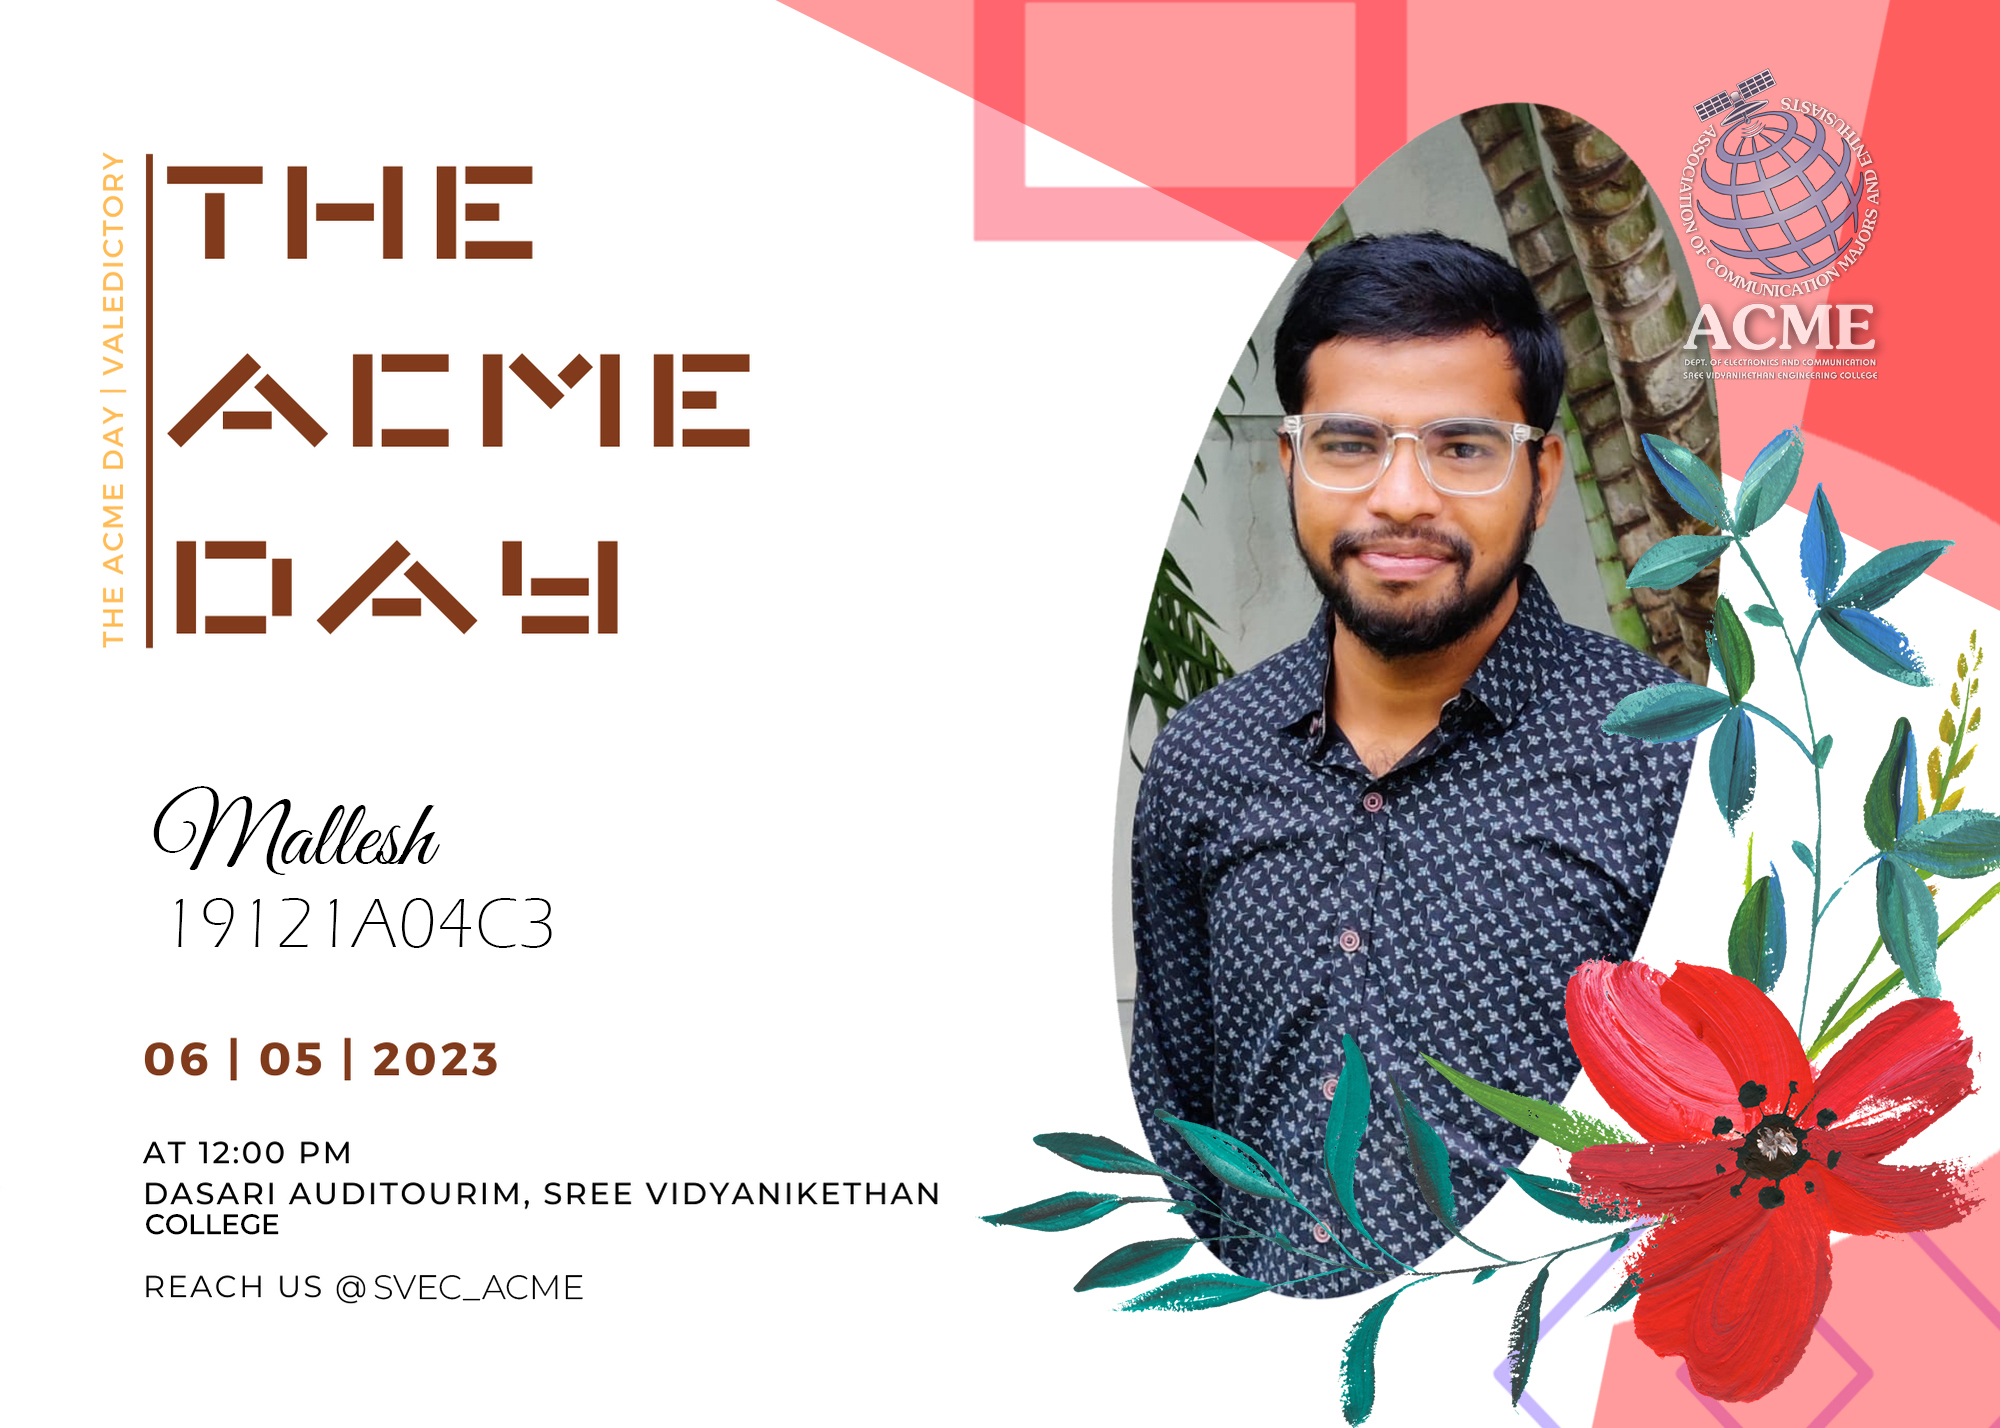 THE ACME DAY | VALEDICTORY
THE
ACME
DAY
Mallesh
19121A04C3
06 | 05 | 2023
AT 12:00 PM
DASARI AUDITOURIM, SREE VIDYANIKETHAN
COLLEGE
REACH US @SVEC_ACME
ASSOCIATION OF COMMUNICATION MAJORS AND ENTHUSIASTS
ACME
DEPT. OF ELECTRONICS AND COMMUNICATION
SREE VIDYANIKETHAN ENGINEERING COLLEGE